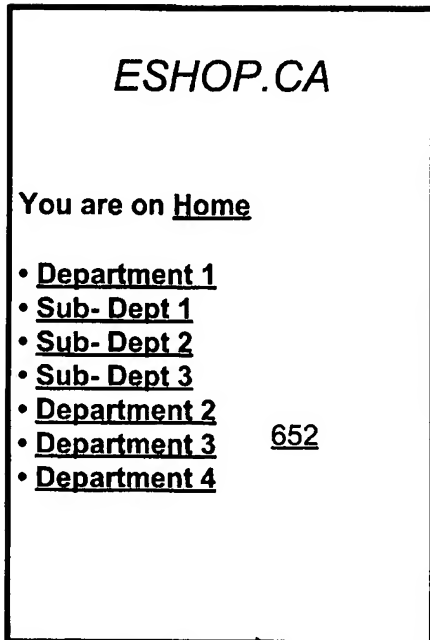 ESHOP.CA
You are on Home
• Department 1
• Sub- Dept 1
• Sub- Dept 2
• Sub- Dept 3
• Department 2
• Department 3
• Department 4
652